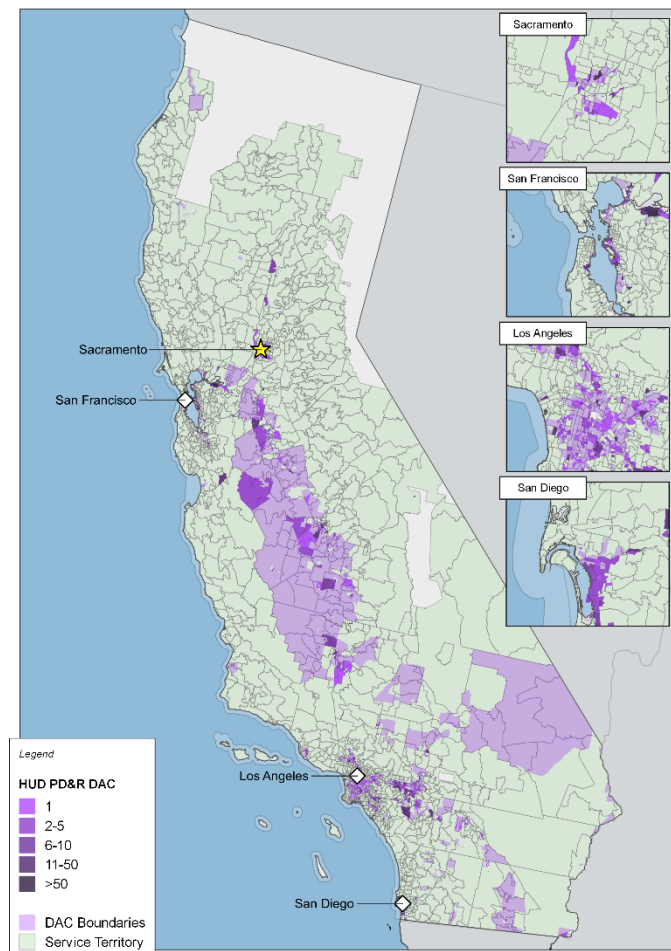 Sacramento
San Francisco
Los Angeles
San Diego
Sacramento
San Francisco
Los Angeles
San Diego
Legend
HUD PD&R DAC
1
2-5
6-10
11-50
>50
DAC Boundaries
Service Territory